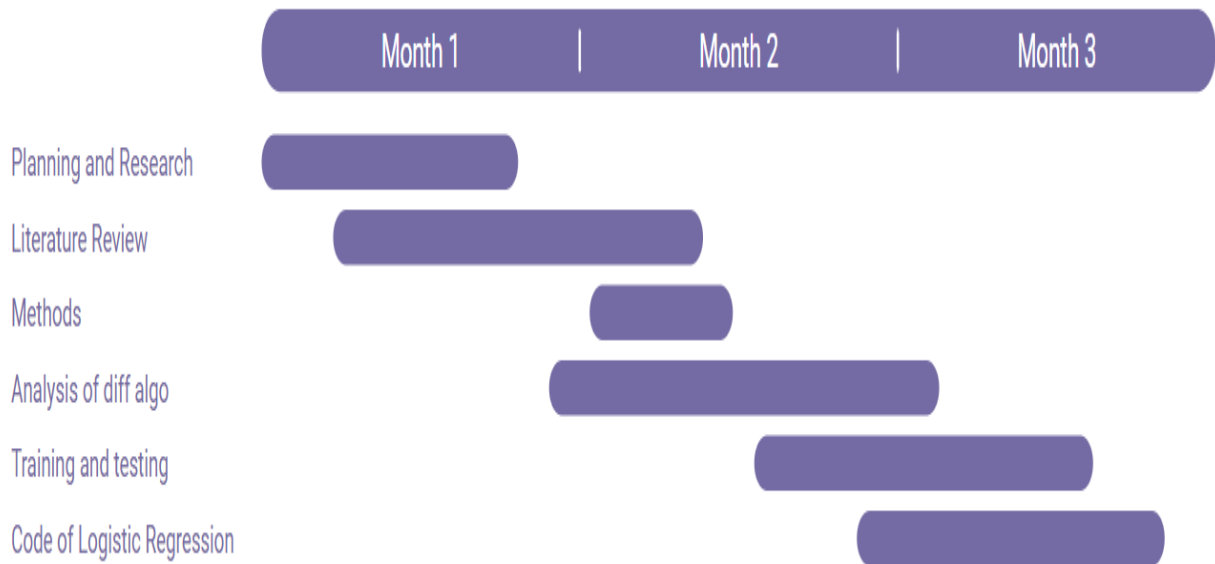 Month 1 | Month 2 | Month 3
Planning and Research
Literature Review
Methods
Analysis of diff algo
Training and testing
Code of Logistic Regression